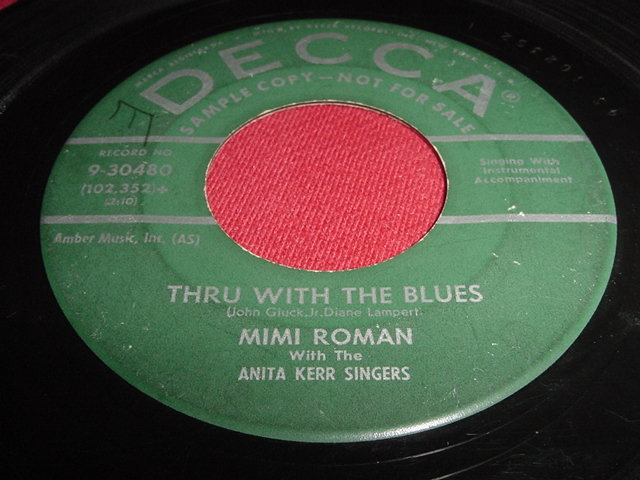 DECCA®
SAMPLE COPY—NOT FOR SALE
RECORD NO.
9-30480
(102,352)+
(2:10)
Singing With
Instrumental
Accompaniment
Amber Music, Inc. (AS)
THRU WITH THE BLUES
(John Gluck, Jr. Diane Lampert)
MIMI ROMAN
With The
ANITA KERR SINGERS